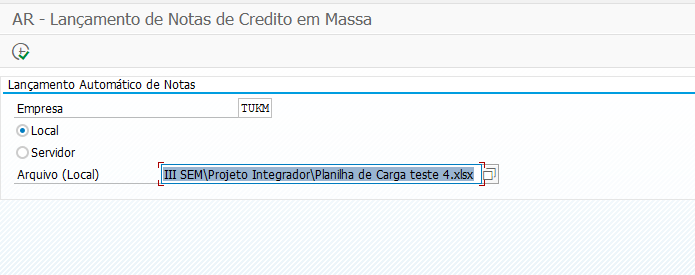 AR - Lançamento de Notas de Credito em Massa
Lançamento Automático de Notas
Empresa TUKM
Local
Servidor
Arquivo (Local) III SEM\Projeto Integrador\Planilha de Carga teste 4.xlsx